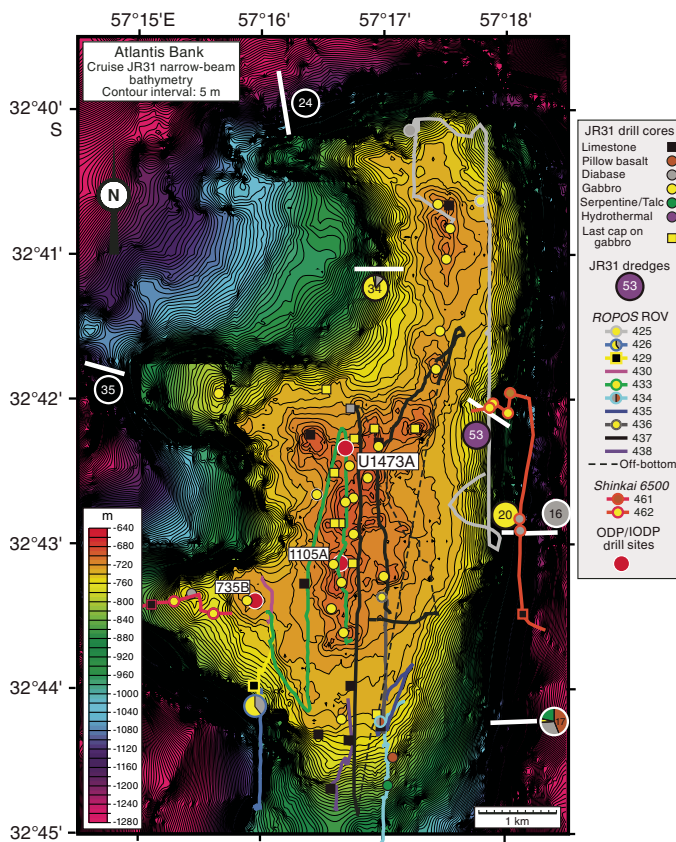 57°15'E
57°16'
57°17'
57°18'
Atlantis Bank
Cruise JR31 narrow-beam
bathymetry
Contour interval: 5 m
24
32°40'
S
N
32°41'
34
35
32°42'
53
U1473A
20
16
32°43'
1105A
735B
32°44'
17
32°45'
1 km
m
-640
-680
-720
-760
-800
-840
-880
-920
-960
-1000
-1040
-1080
-1120
-1160
-1200
-1240
-1280
JR31 drill cores
Limestone
Pillow basalt
Diabase
Gabbro
Serpentine/Talc
Hydrothermal
Last cap on
gabbro
JR31 dredges
53
ROPOS ROV
425
426
429
430
433
434
435
436
437
438
Off-bottom
Shinkai 6500
461
462
ODP/IODP
drill sites